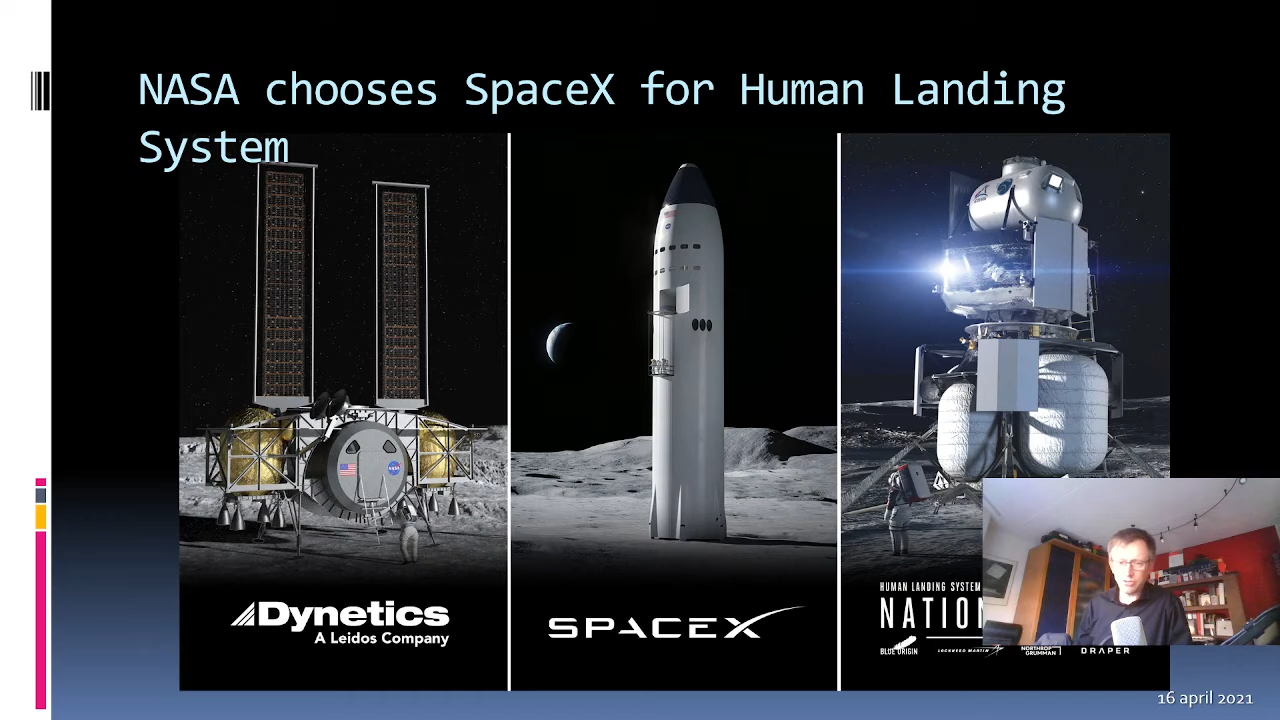 NASA chooses SpaceX for Human Landing
System
Dynetics
A Leidos Company
SPACEX
HUMAN LANDING SYSTEM
NATION
BLUE ORIGIN
LOCKHEED MARTIN
NORTHROP
GRUMMAN
DRAPER
16 april 2021